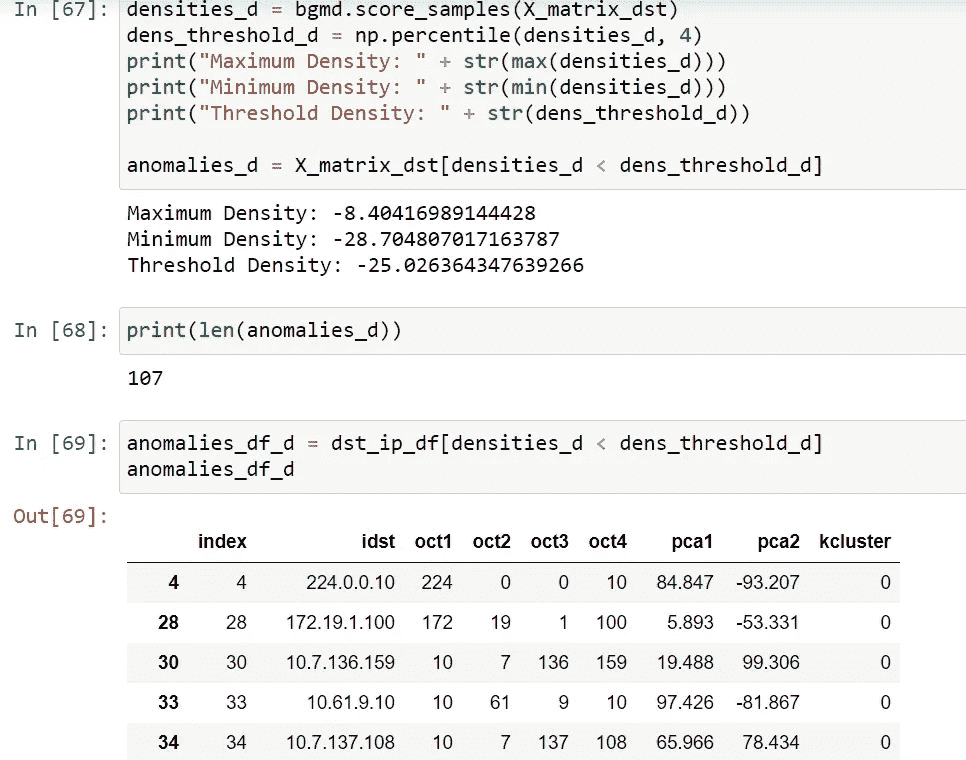 In [67]: densities_d = bgmd.score_samples(X_matrix_dst)
dens_threshold_d = np.percentile(densities_d, 4)
print("Maximum Density: " + str(max(densities_d)))
print("Minimum Density: " + str(min(densities_d)))
print("Threshold Density: " + str(dens_threshold_d))
anomalies_d = X_matrix_dst[densities_d < dens_threshold_d]
Maximum Density: -8.40416989144428
Minimum Density: -28.704807017163787
Threshold Density: -25.026364347639266
In [68]: print(len(anomalies_d))
107
In [69]: anomalies_df_d = dst_ip_df[densities_d < dens_threshold_d]
anomalies_df_d
Out[69]:
index idst oct1 oct2 oct3 oct4 pca1 pca2 kcluster
4 4 224.0.0.10 224 0 0 10 84.847 -93.207 0
28 28 172.19.1.100 172 19 1 100 5.893 -53.331 0
30 30 10.7.136.159 10 7 136 159 19.488 99.306 0
33 33 10.61.9.10 10 61 9 10 97.426 -81.867 0
34 34 10.7.137.108 10 7 137 108 65.966 78.434 0